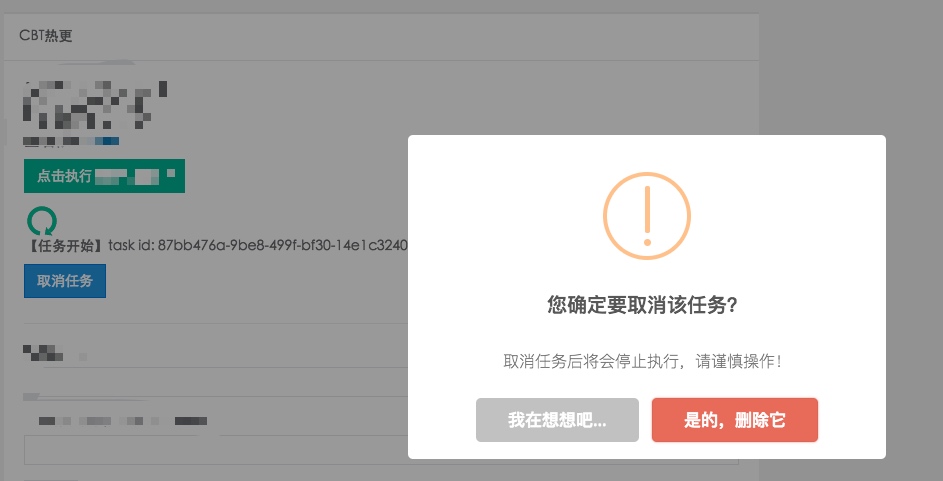 CBT热更
点击执行
【任务开始】task id: 87bb476a-9be8-499f-bf30-14e1c3240
取消任务
您确定要取消该任务?
取消任务后将会停止执行，请谨慎操作!
我在想想吧...
是的，删除它